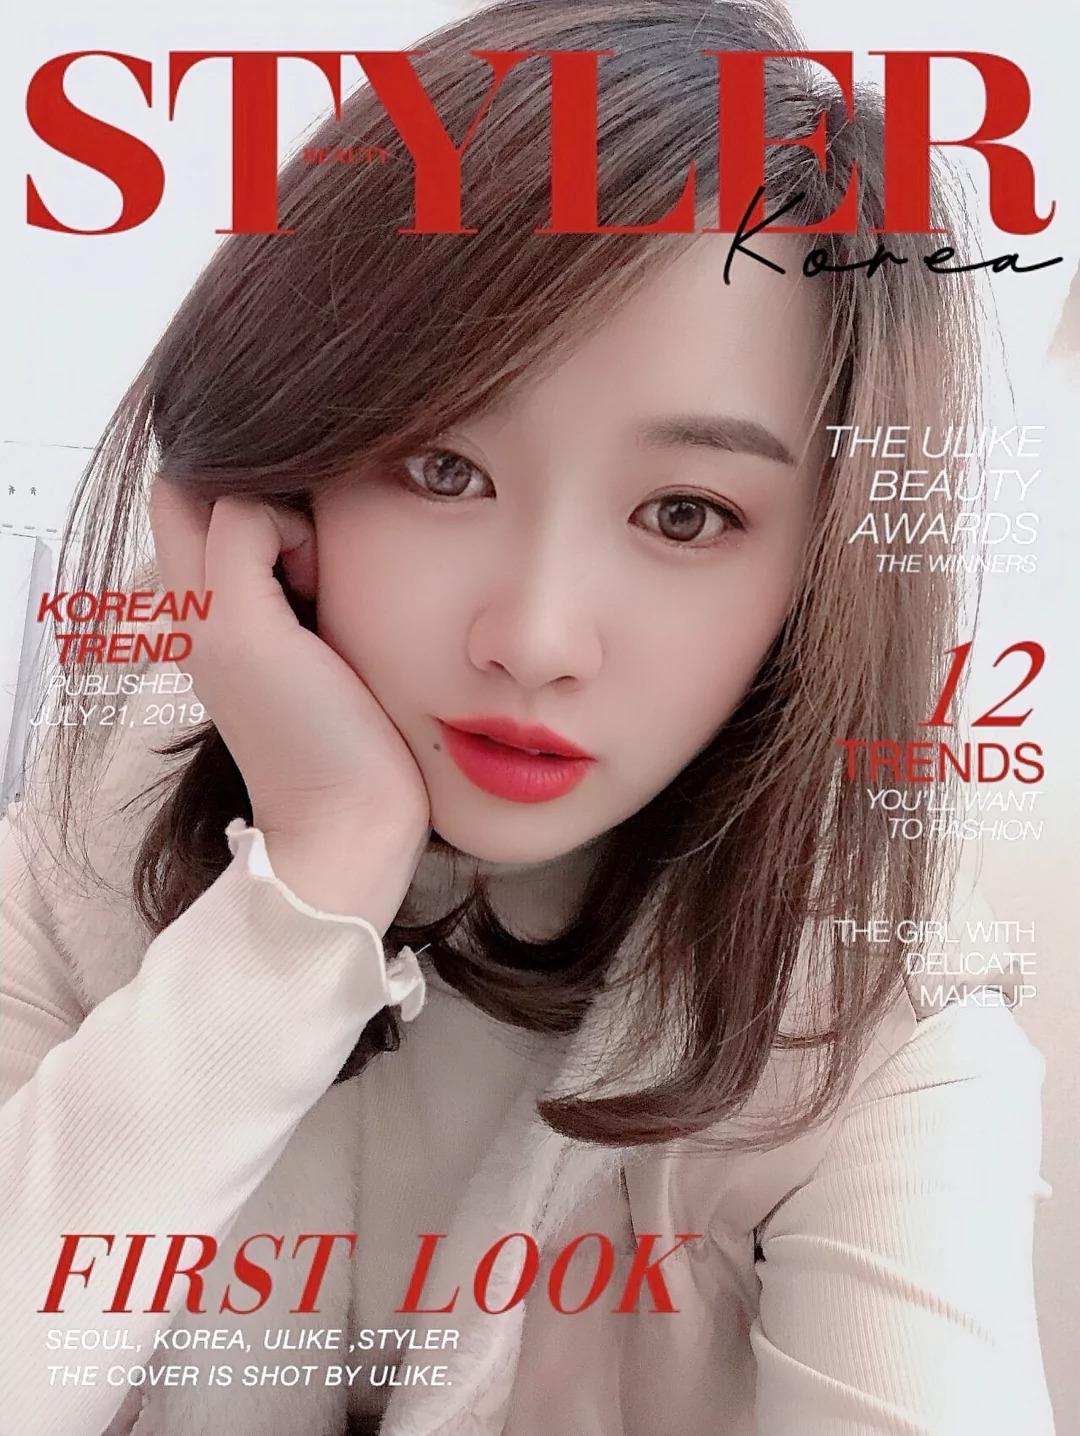 STYLER
BEAUTY
Korea
THE ULIKE
BEAUTY
AWARDS
THE WINNERS
KOREAN
TREND
PUBLISHED
JULY 21, 2019
12
TRENDS
YOU'LL WANT
TO FASHION
THE GIRL WITH
DELICATE
MAKEUP
FIRST LOOK
SEOUL, KOREA, ULIKE ,STYLER
THE COVER IS SHOT BY ULIKE.